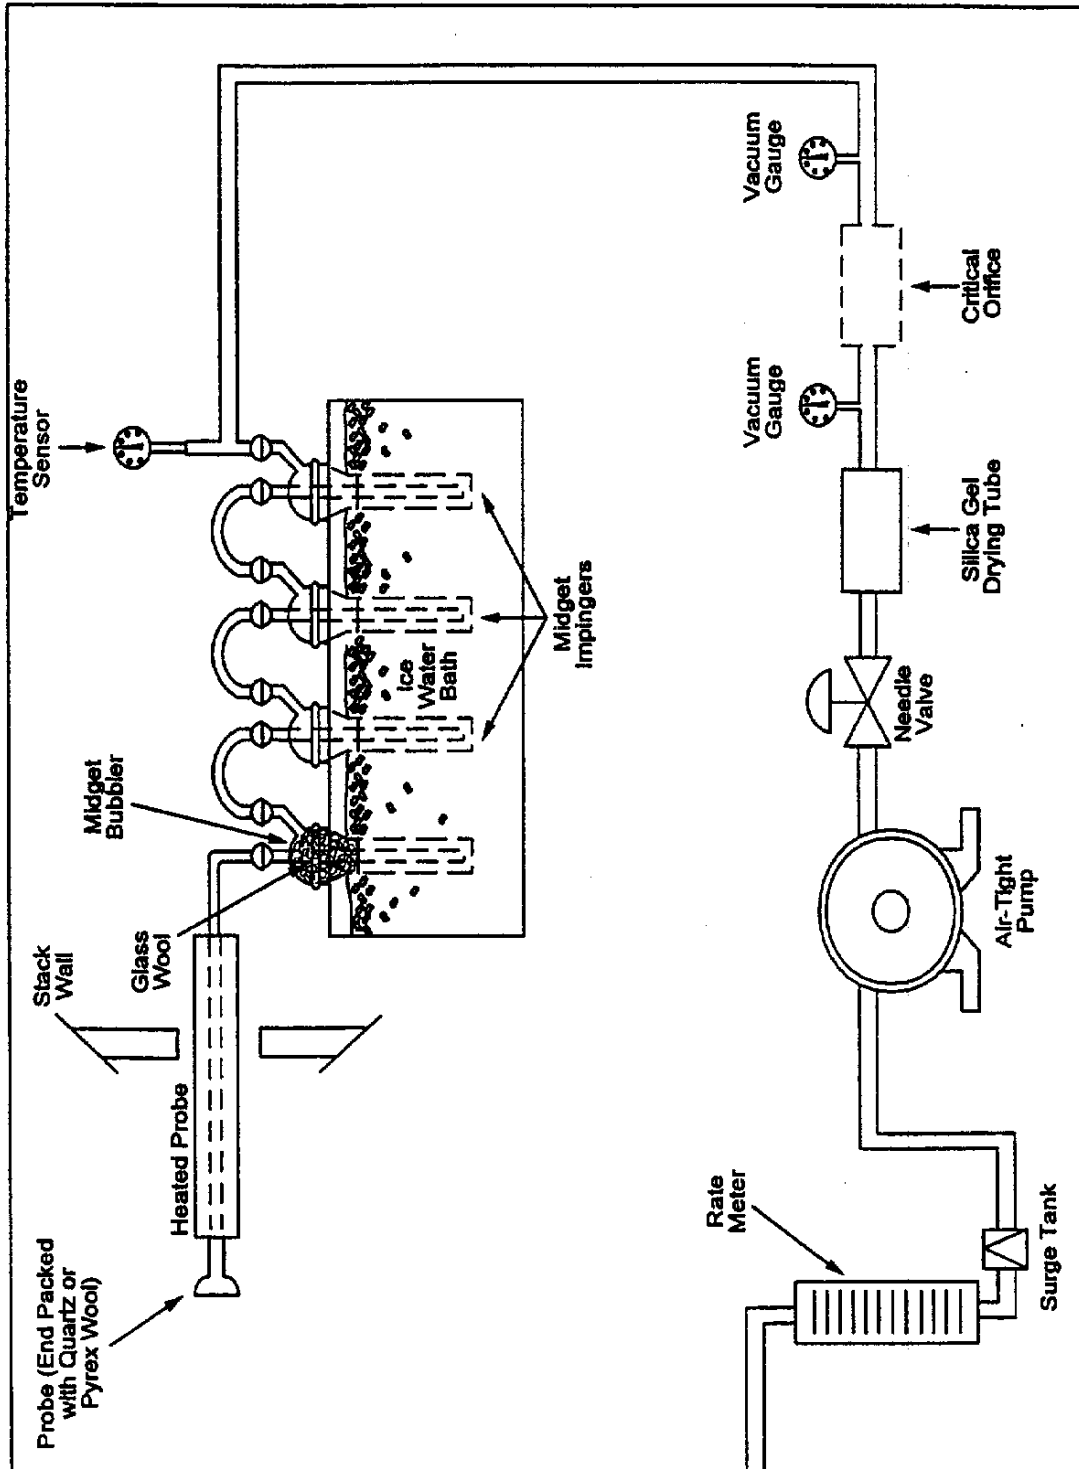 Probe (End Packed
with Quartz or
Pyrex Wool)
Heated Probe
Stack
Wall
Glass
Wool
Midget
Bubbler
Ice
Water
Bath
Midget
Impingers
Temperature
Sensor
Vacuum
Gauge
Critical
Orifice
Vacuum
Gauge
Silica Gel
Drying Tube
Needle
Valve
Air-Tight
Pump
Rate
Meter
Surge Tank